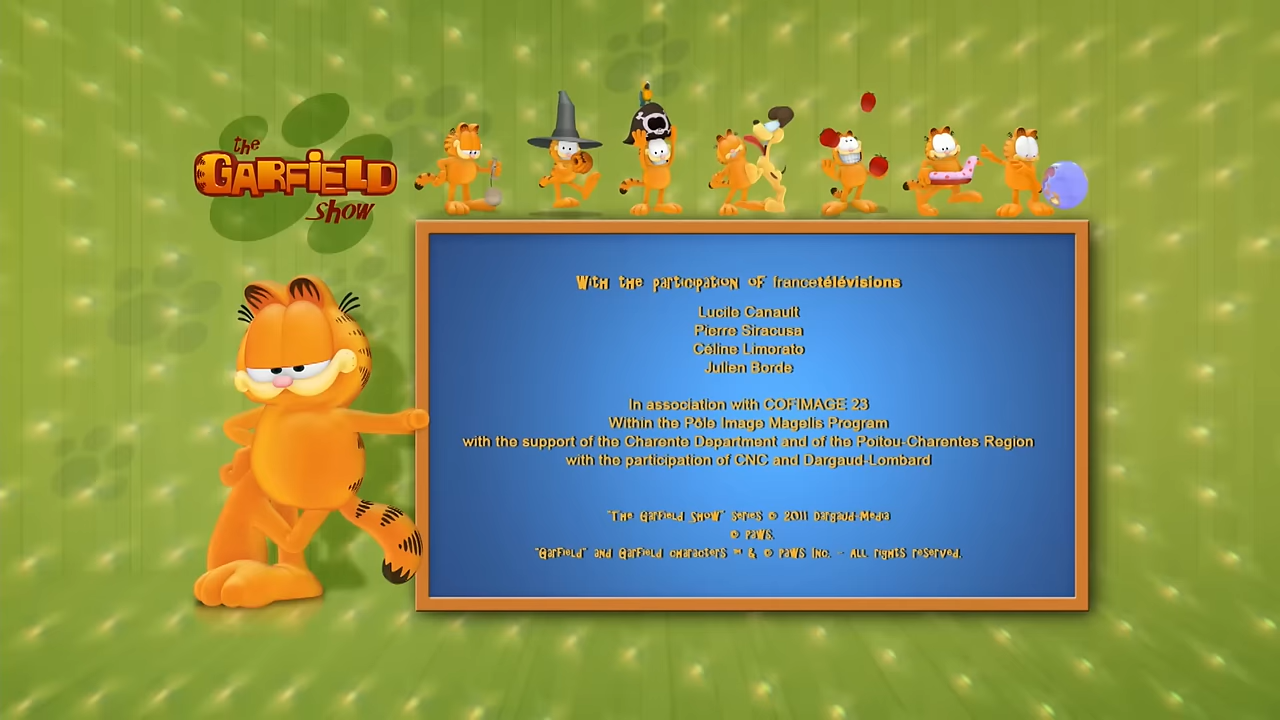 the
GARFIELD
show
With the participation of francetélévisions
Lucile Canault
Pierre Siracusa
Céline Limorato
Julien Borde
In association with COFIMAGE 23
Within the Pôle Image Magelis Program
with the support of the Charente Department and of the Poitou-Charentes Region
with the participation of CNC and Dargaud-Lombard
"The Garfield Show" series © 2011 Dargaud-Media
© PAWS.
"Garfield" and Garfield characters ™ & © PAWS Inc. - All rights reserved.